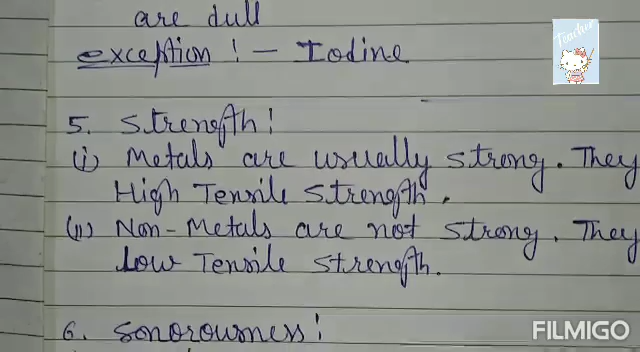 are dull
exception :- Iodine
Teacher
5. Strength:
(i) Metals are usually strong. They
High Tensile Strength.
(ii) Non-Metals are not strong. They
Low Tensile Strength.
6. Sonorousness:
FILMIGO